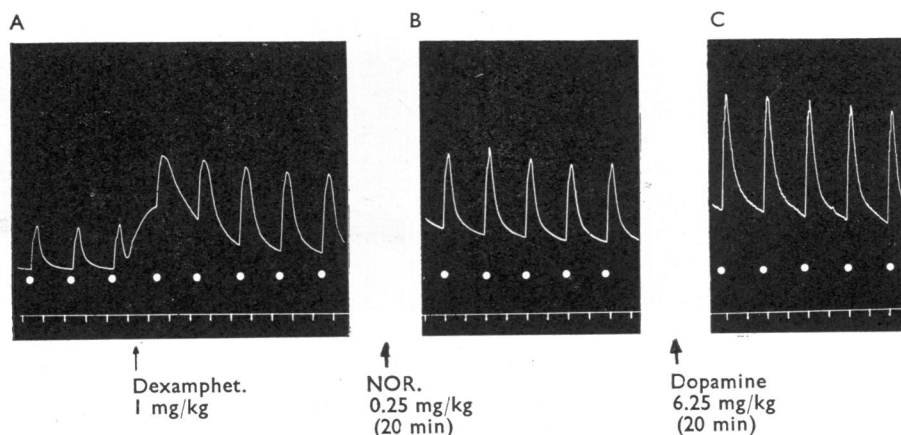 A
B
C
Dexamphet.
1 mg/kg
NOR.
0.25 mg/kg
(20 min)
Dopamine
6.25 mg/kg
(20 min)